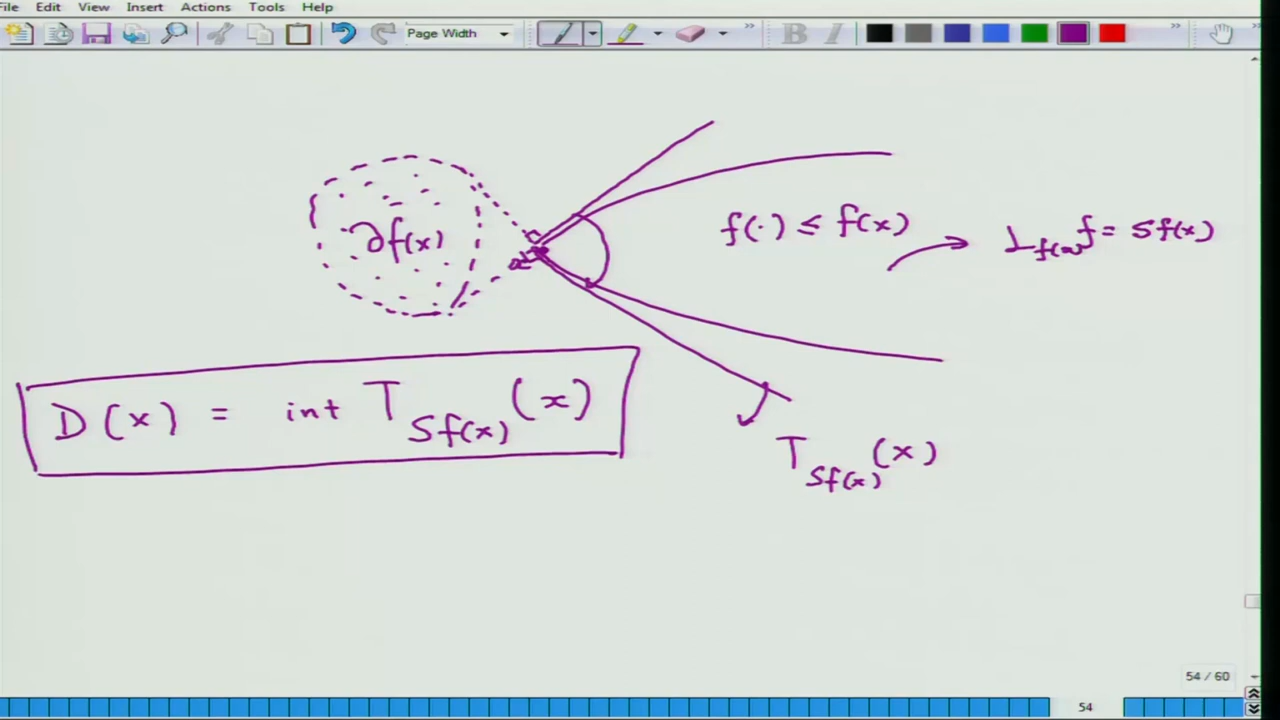 File Edit View Insert Actions Tools Help
Page Width
∂f(x)
x
f(·) ≤ f(x)
L_{f(x)} f = Sf(x)
D(x) = int T_{Sf(x)}(x)
T_{Sf(x)}(x)
54 / 60
54